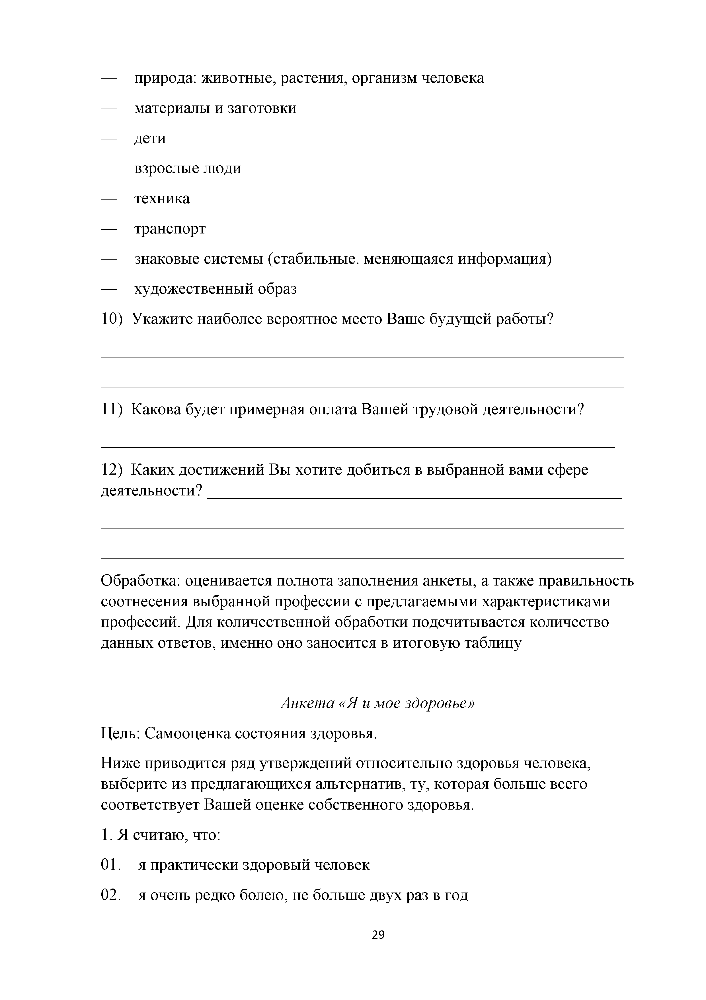 — природа: животные, растения, организм человека
— материалы и заготовки
— дети
— взрослые люди
— техника
— транспорт
— знаковые системы (стабильные. меняющаяся информация)
— художественный образ
10) Укажите наиболее вероятное место Ваше будущей работы?
11) Какова будет примерная оплата Вашей трудовой деятельности?
12) Каких достижений Вы хотите добиться в выбранной вами сфере
деятельности?
Обработка: оценивается полнота заполнения анкеты, а также правильность
соотнесения выбранной профессии с предлагаемыми характеристиками
профессий. Для количественной обработки подсчитывается количество
данных ответов, именно оно заносится в итоговую таблицу
Анкета «Я и мое здоровье»
Цель: Самооценка состояния здоровья.
Ниже приводится ряд утверждений относительно здоровья человека,
выберите из предлагающихся альтернатив, ту, которая больше всего
соответствует Вашей оценке собственного здоровья.
1. Я считаю, что:
01. я практически здоровый человек
02. я очень редко болею, не больше двух раз в год
29